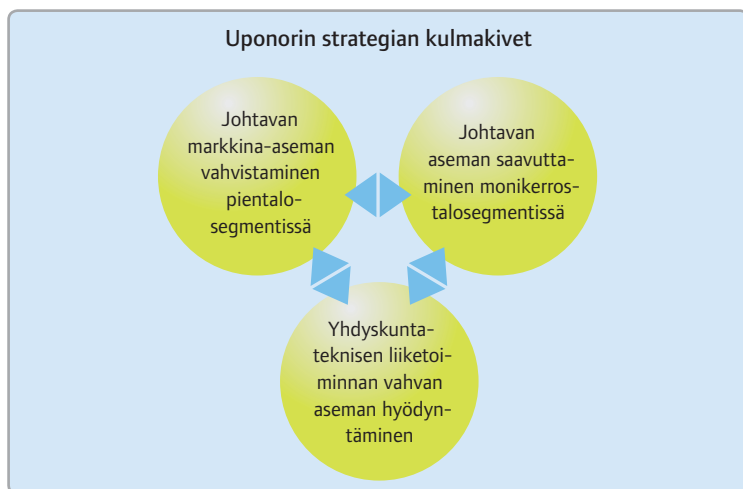 Uponorin strategian kulmakivet
Johtavan
markkina-aseman
vahvistaminen
pientalo-
segmentissä
Johtavan
aseman saavutta-
minen monikerros-
talosegmentissä
Yhdyskunta-
teknisen liiketoi-
minnan vahvan
aseman hyödyn-
täminen